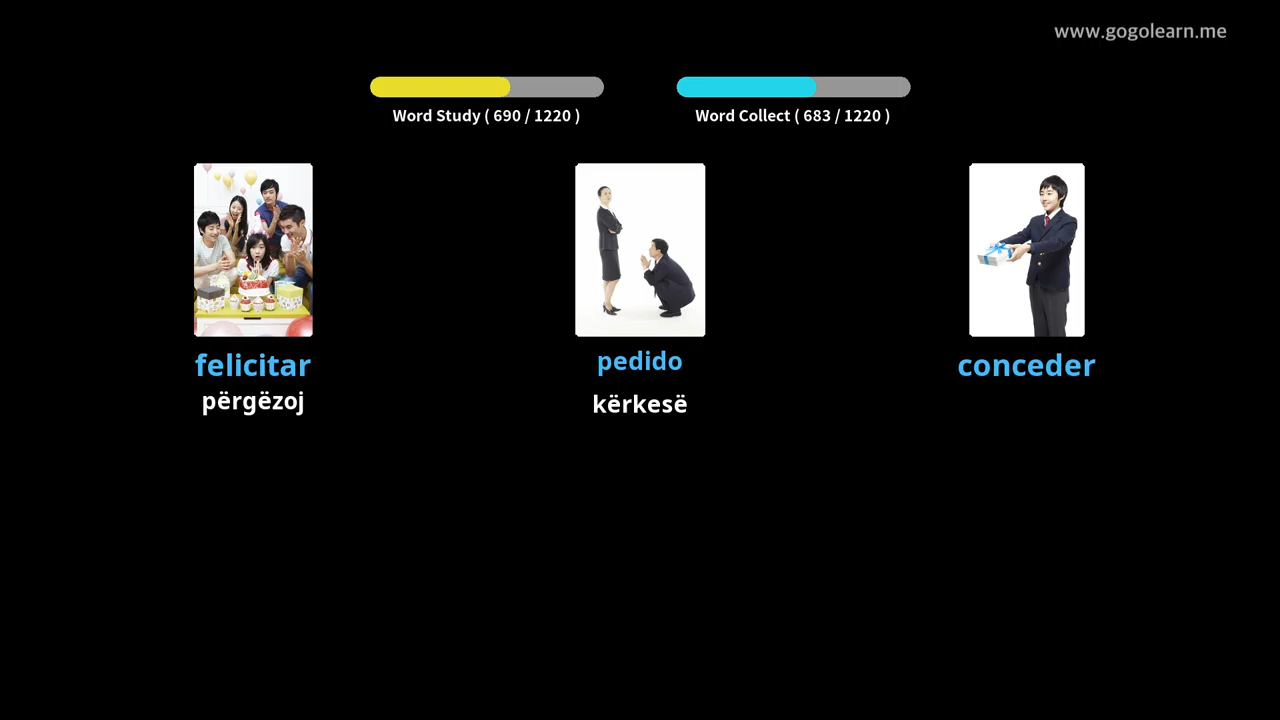 www.gogolearn.me
Word Study ( 690 / 1220 )
Word Collect ( 683 / 1220 )
felicitar
përgëzoj
pedido
kërkesë
conceder